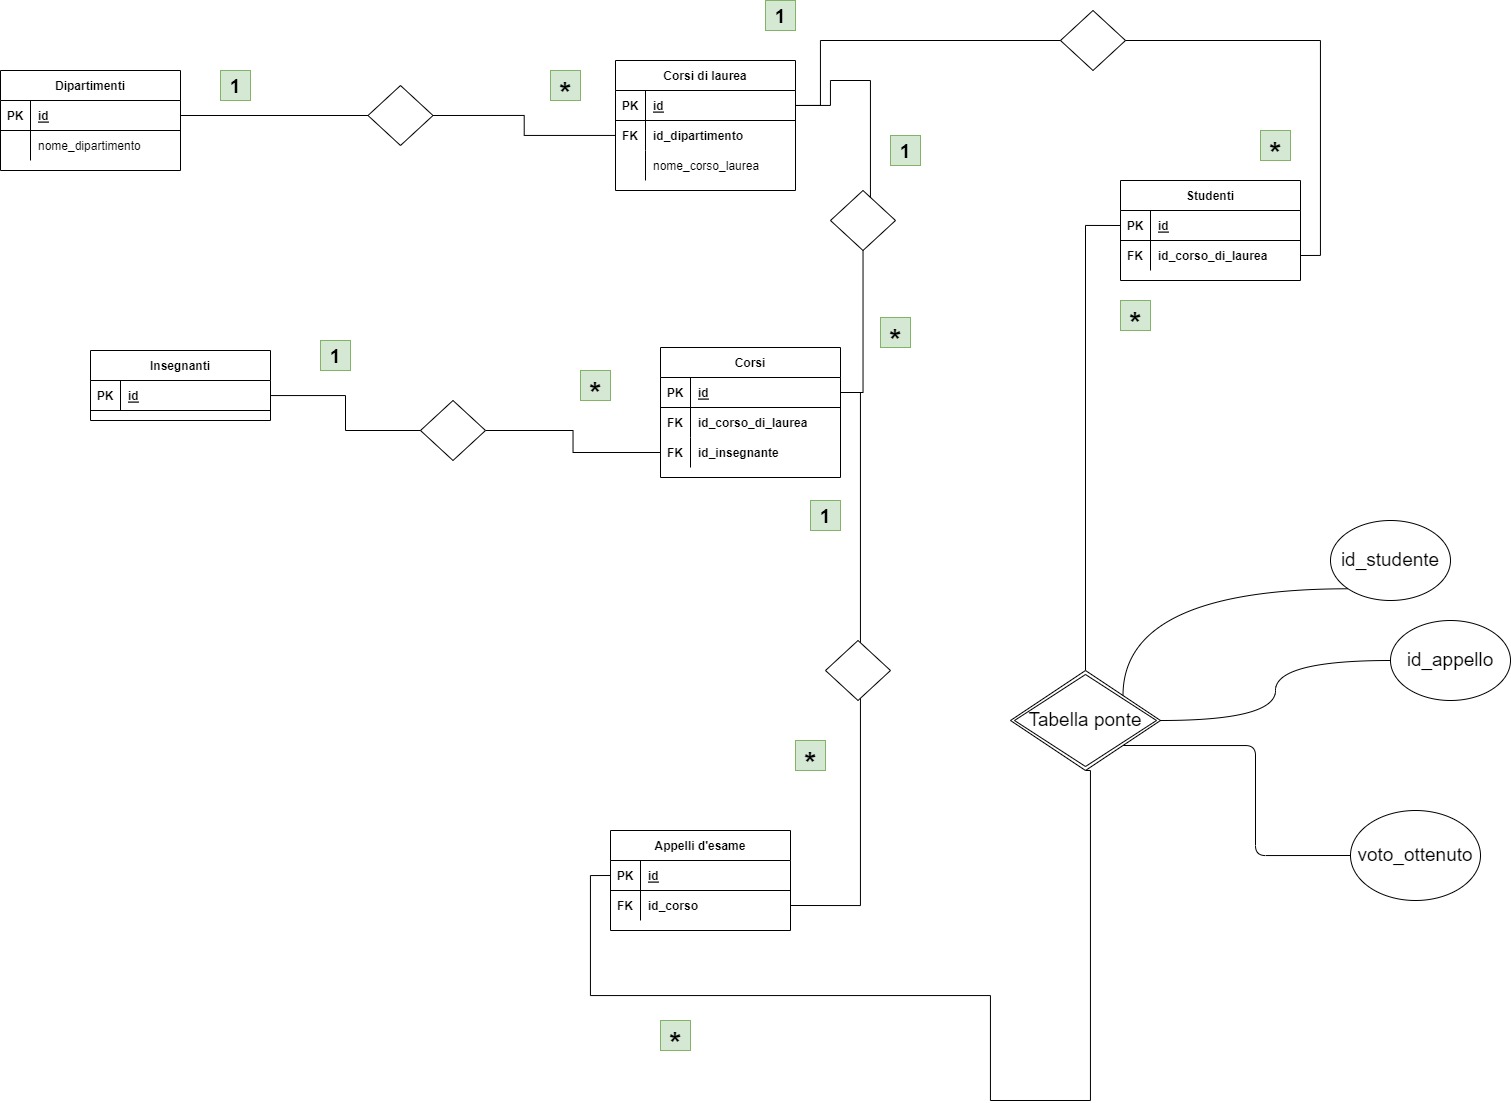 1
Dipartimenti
PK id
nome_dipartimento
1
*
Corsi di laurea
PK id
FK id_dipartimento
nome_corso_laurea
1
*
Studenti
PK id
FK id_corso_di_laurea
*
*
Insegnanti
PK id
1
*
Corsi
PK id
FK id_corso_di_laurea
FK id_insegnante
1
id_studente
id_appello
Tabella ponte
voto_ottenuto
*
Appelli d'esame
PK id
FK id_corso
*